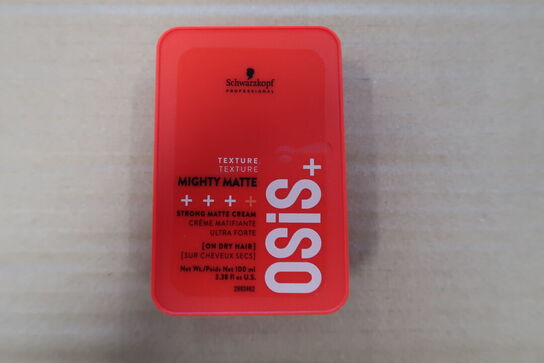 Schwarzkopf
PROFESSIONAL
TEXTURE
TEXTURE
MIGHTY MATTE
+ + + +
STRONG MATTE CREAM
CRÈME MATIFIANTE
ULTRA FORTE
[ON DRY HAIR]
[SUR CHEVEUX SECS]
Net Wt./Poids Net 100 ml
3.38 fl oz U.S.
2993462
OSiS+